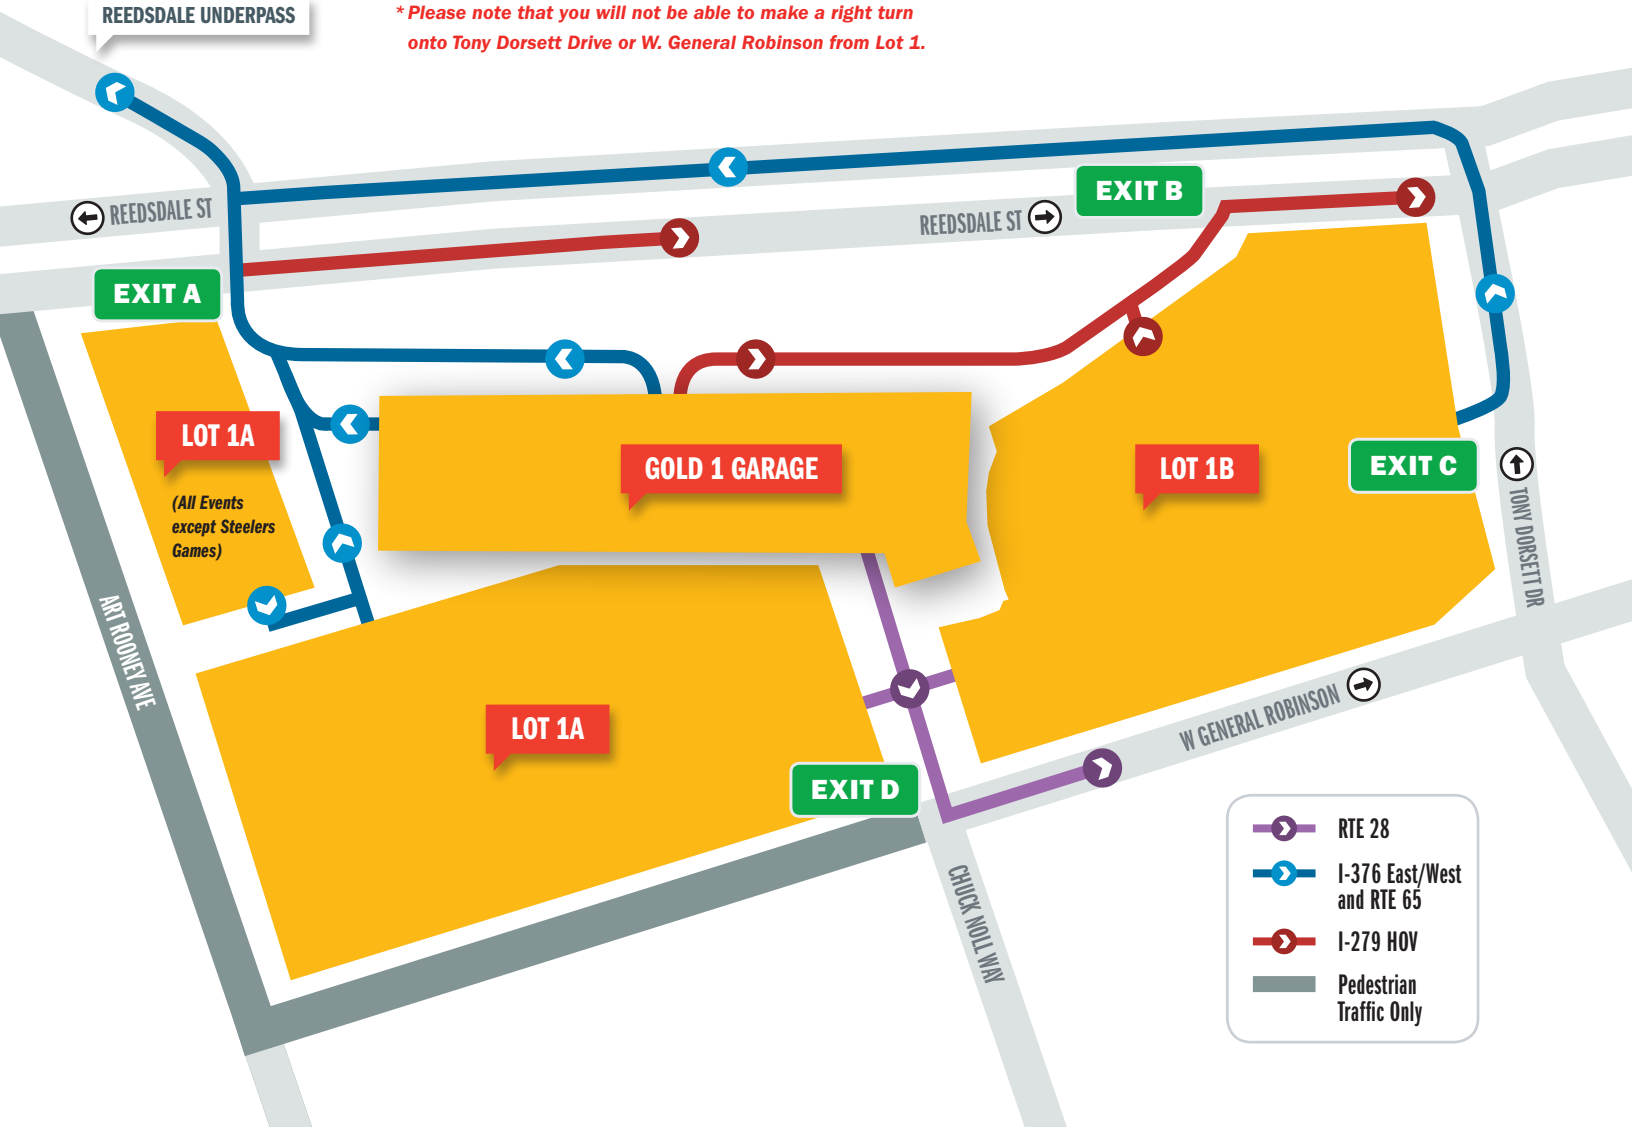 REEDSDALE UNDERPASS
* Please note that you will not be able to make a right turn
onto Tony Dorsett Drive or W. General Robinson from Lot 1.
EXIT B
REEDSDALE ST
REEDSDALE ST
EXIT A
LOT 1A
(All Events
except Steelers
Games)
GOLD 1 GARAGE
LOT 1B
EXIT C
TONY DORSETT DR
ART ROONEY AVE
LOT 1A
W GENERAL ROBINSON
EXIT D
CHUCK NOLL WAY
RTE 28
I-376 East/West
and RTE 65
I-279 HOV
Pedestrian
Traffic Only